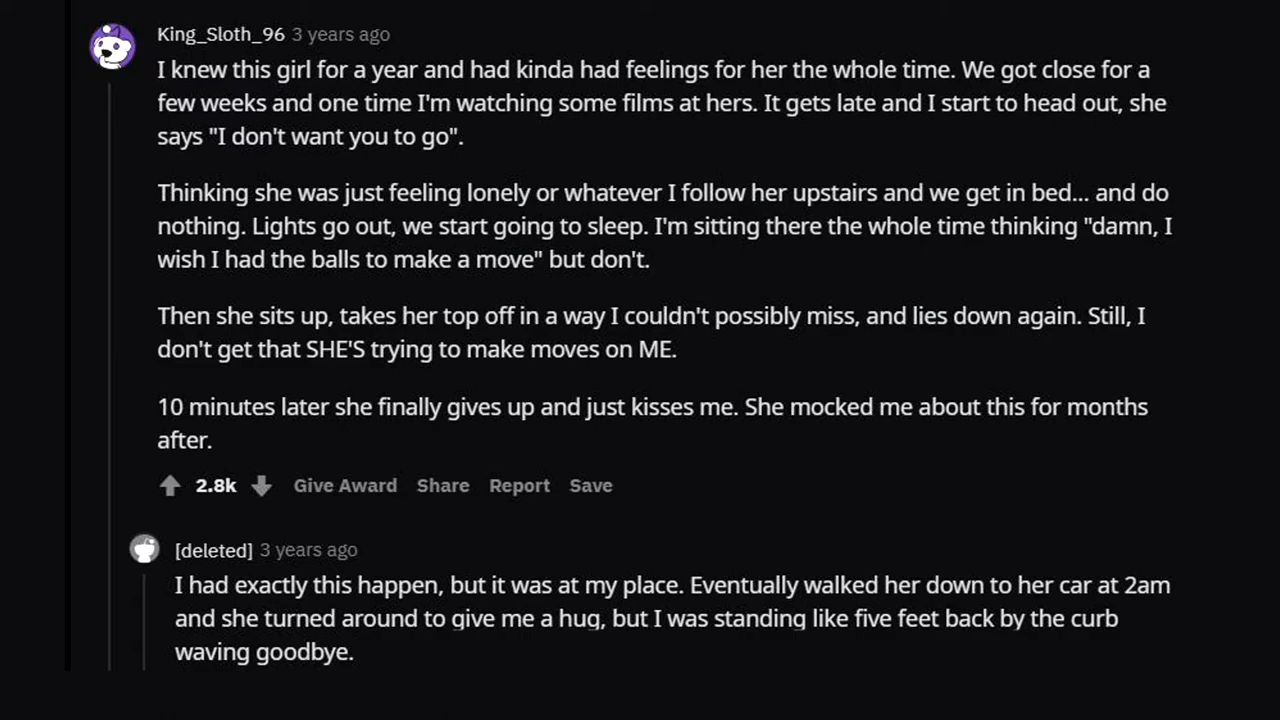 King_Sloth_96 3 years ago
I knew this girl for a year and had kinda had feelings for her the whole time. We got close for a
few weeks and one time I'm watching some films at hers. It gets late and I start to head out, she
says "I don't want you to go".
Thinking she was just feeling lonely or whatever I follow her upstairs and we get in bed... and do
nothing. Lights go out, we start going to sleep. I'm sitting there the whole time thinking "damn, I
wish I had the balls to make a move" but don't.
Then she sits up, takes her top off in a way I couldn't possibly miss, and lies down again. Still, I
don't get that SHE'S trying to make moves on ME.
10 minutes later she finally gives up and just kisses me. She mocked me about this for months
after.
2.8k Give Award Share Report Save
[deleted] 3 years ago
I had exactly this happen, but it was at my place. Eventually walked her down to her car at 2am
and she turned around to give me a hug, but I was standing like five feet back by the curb
waving goodbye.